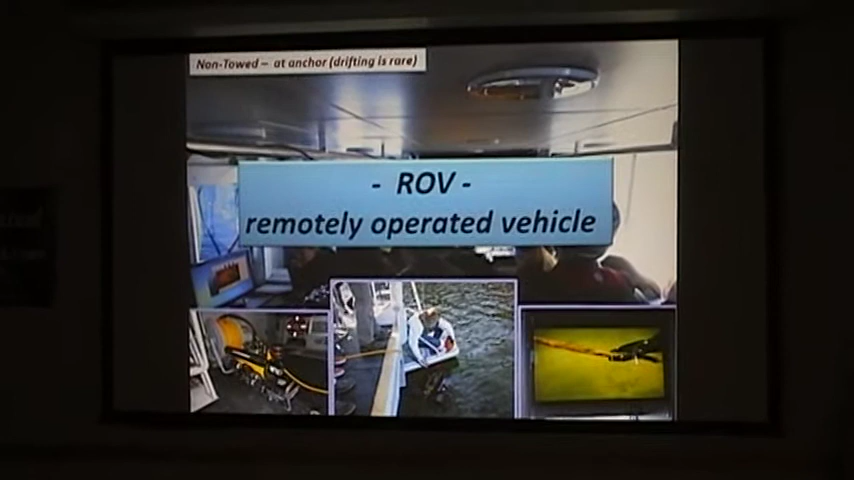 Non-Towed – at anchor (drifting is rare)
- ROV -
remotely operated vehicle